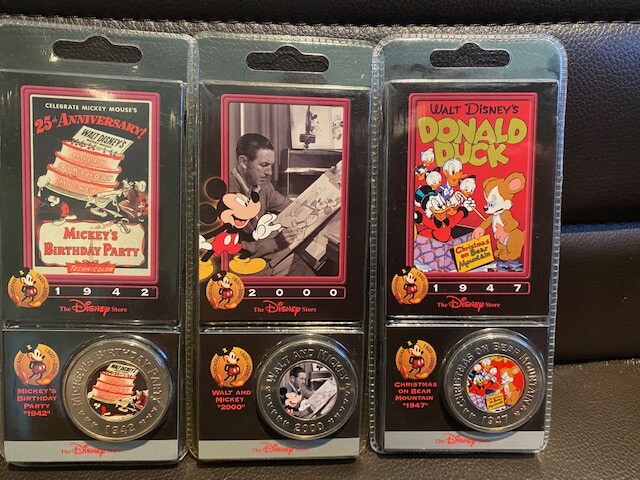 CELEBRATE MICKEY MOUSE'S
25th ANNIVERSARY!
WALT DISNEY'S
MICKEY'S
BIRTHDAY PARTY
TECHNICOLOR
1942
The Disney Store
MICKEY'S
BIRTHDAY
PARTY
"1942"
MICKEY'S BIRTHDAY PARTY
1942
The Disney Store
2000
The Disney Store
WALT AND
MICKEY
"2000"
WALT AND MICKEY
2000
The Disney Store
WALT DISNEY'S
DONALD
DUCK
Christmas
on Bear
Mountain
1947
The Disney Store
CHRISTMAS
ON BEAR
MOUNTAIN
"1947"
CHRISTMAS ON BEAR MOUNTAIN
1947
The Disney Store